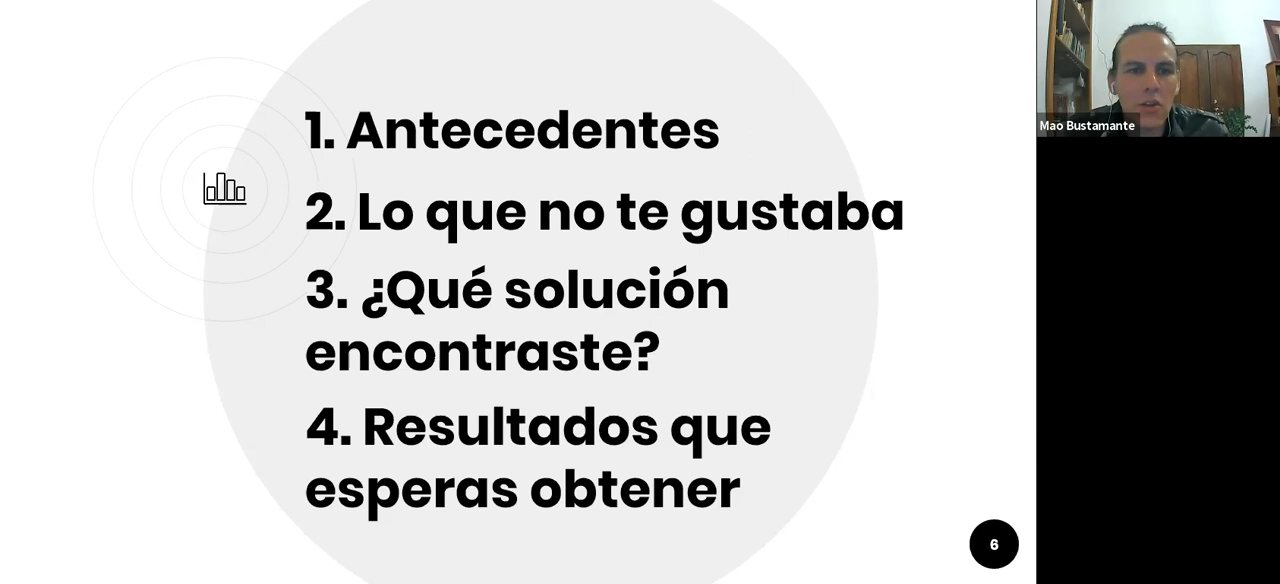 1. Antecedentes
2. Lo que no te gustaba
3. ¿Qué solución
encontraste?
4. Resultados que
esperas obtener
6
Mao Bustamante